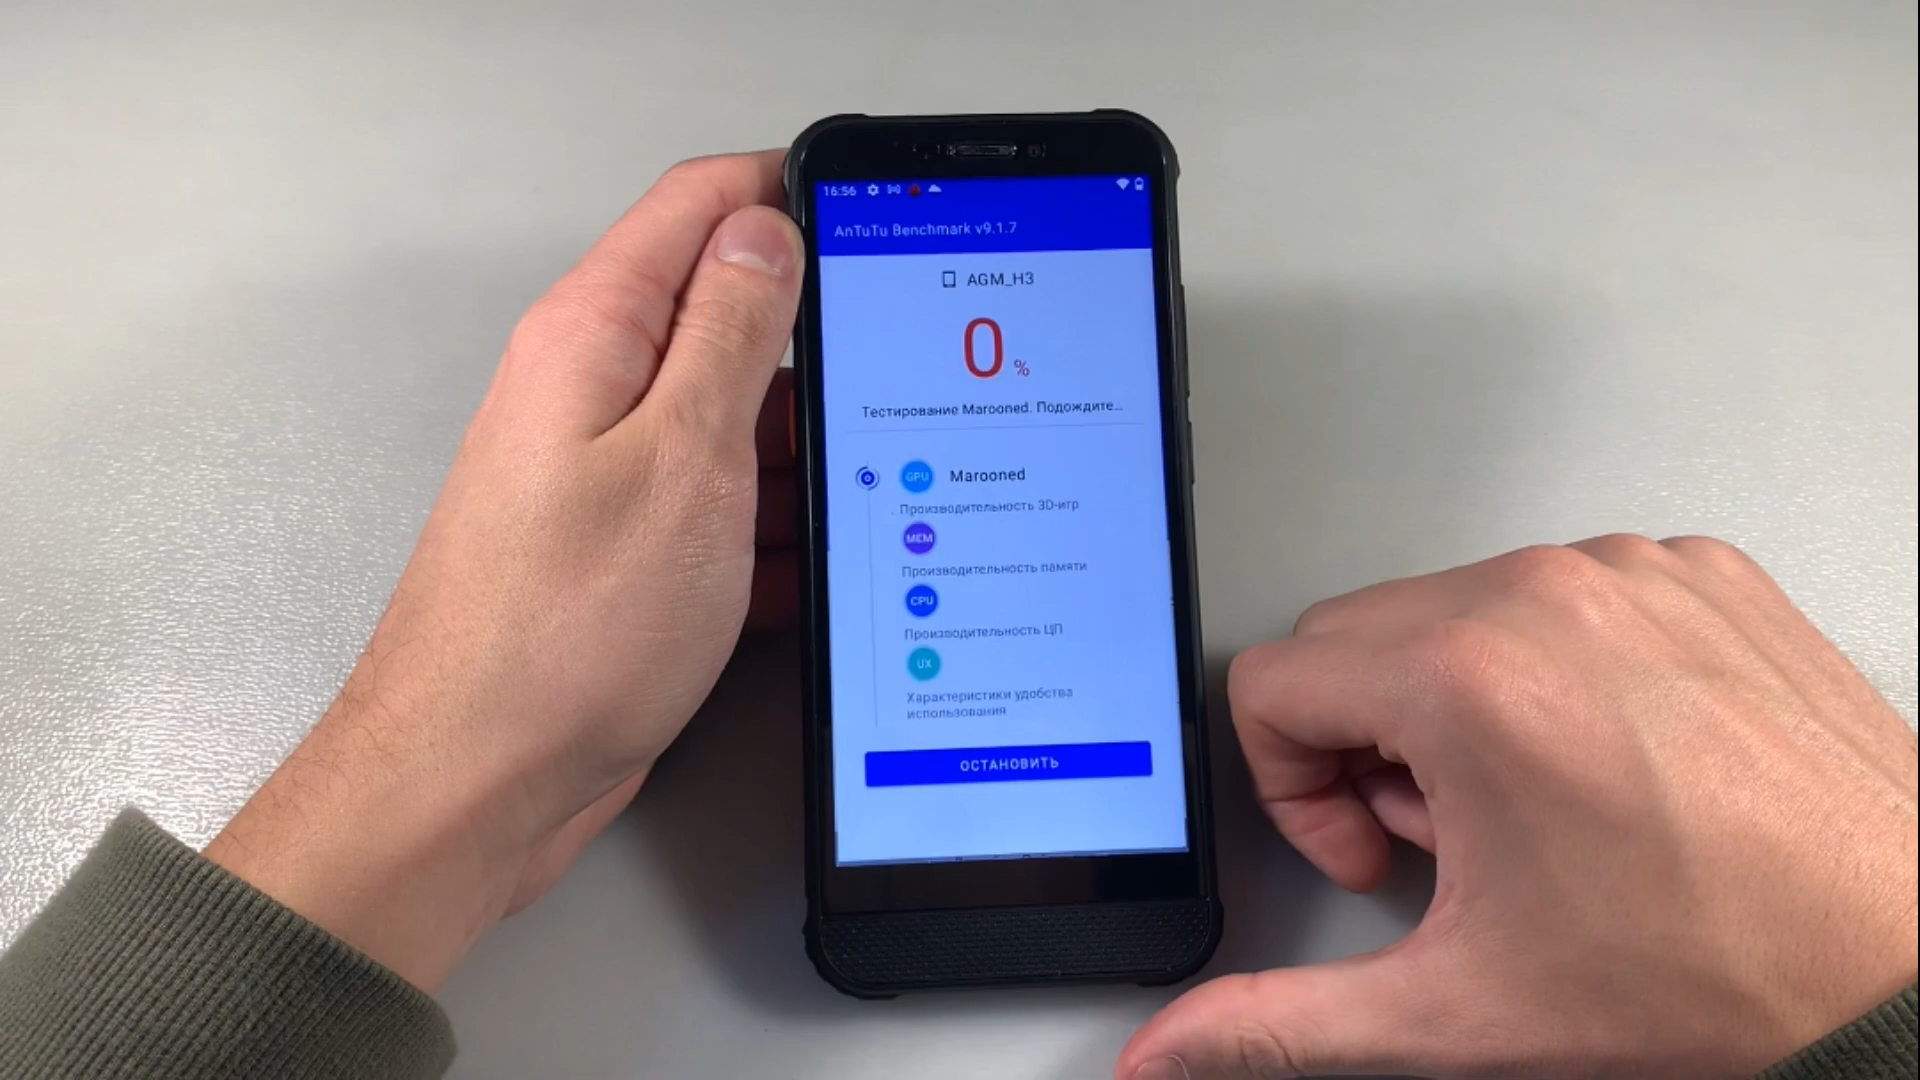 16:56
AnTuTu Benchmark v9.1.7
AGM_H3
0 %
Тестирование Marooned. Подождите...
GPU Marooned
Производительность 3D-игр
MEM
Производительность памяти
CPU
Производительность ЦП
UX
Характеристики удобства
использования
ОСТАНОВИТЬ